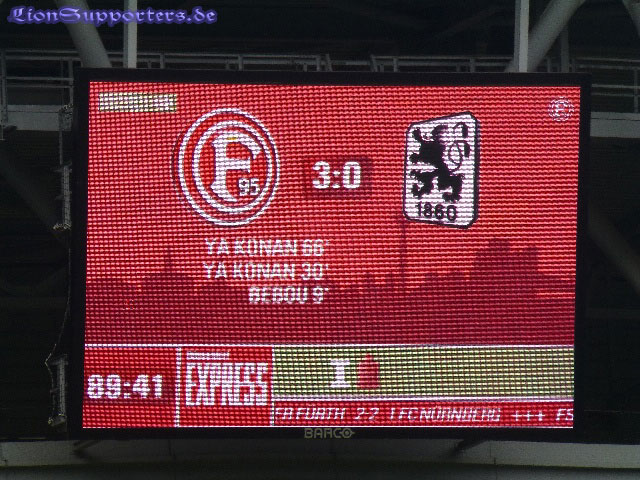 LionSupporters.de
F
95
3:0
1860
YA KONAN 66'
YA KONAN 30'
BEBOU 9'
89:41
EXPRESS
FÜRTH 2:2 1.FC NÜRNBERG +++ FS
BARCO